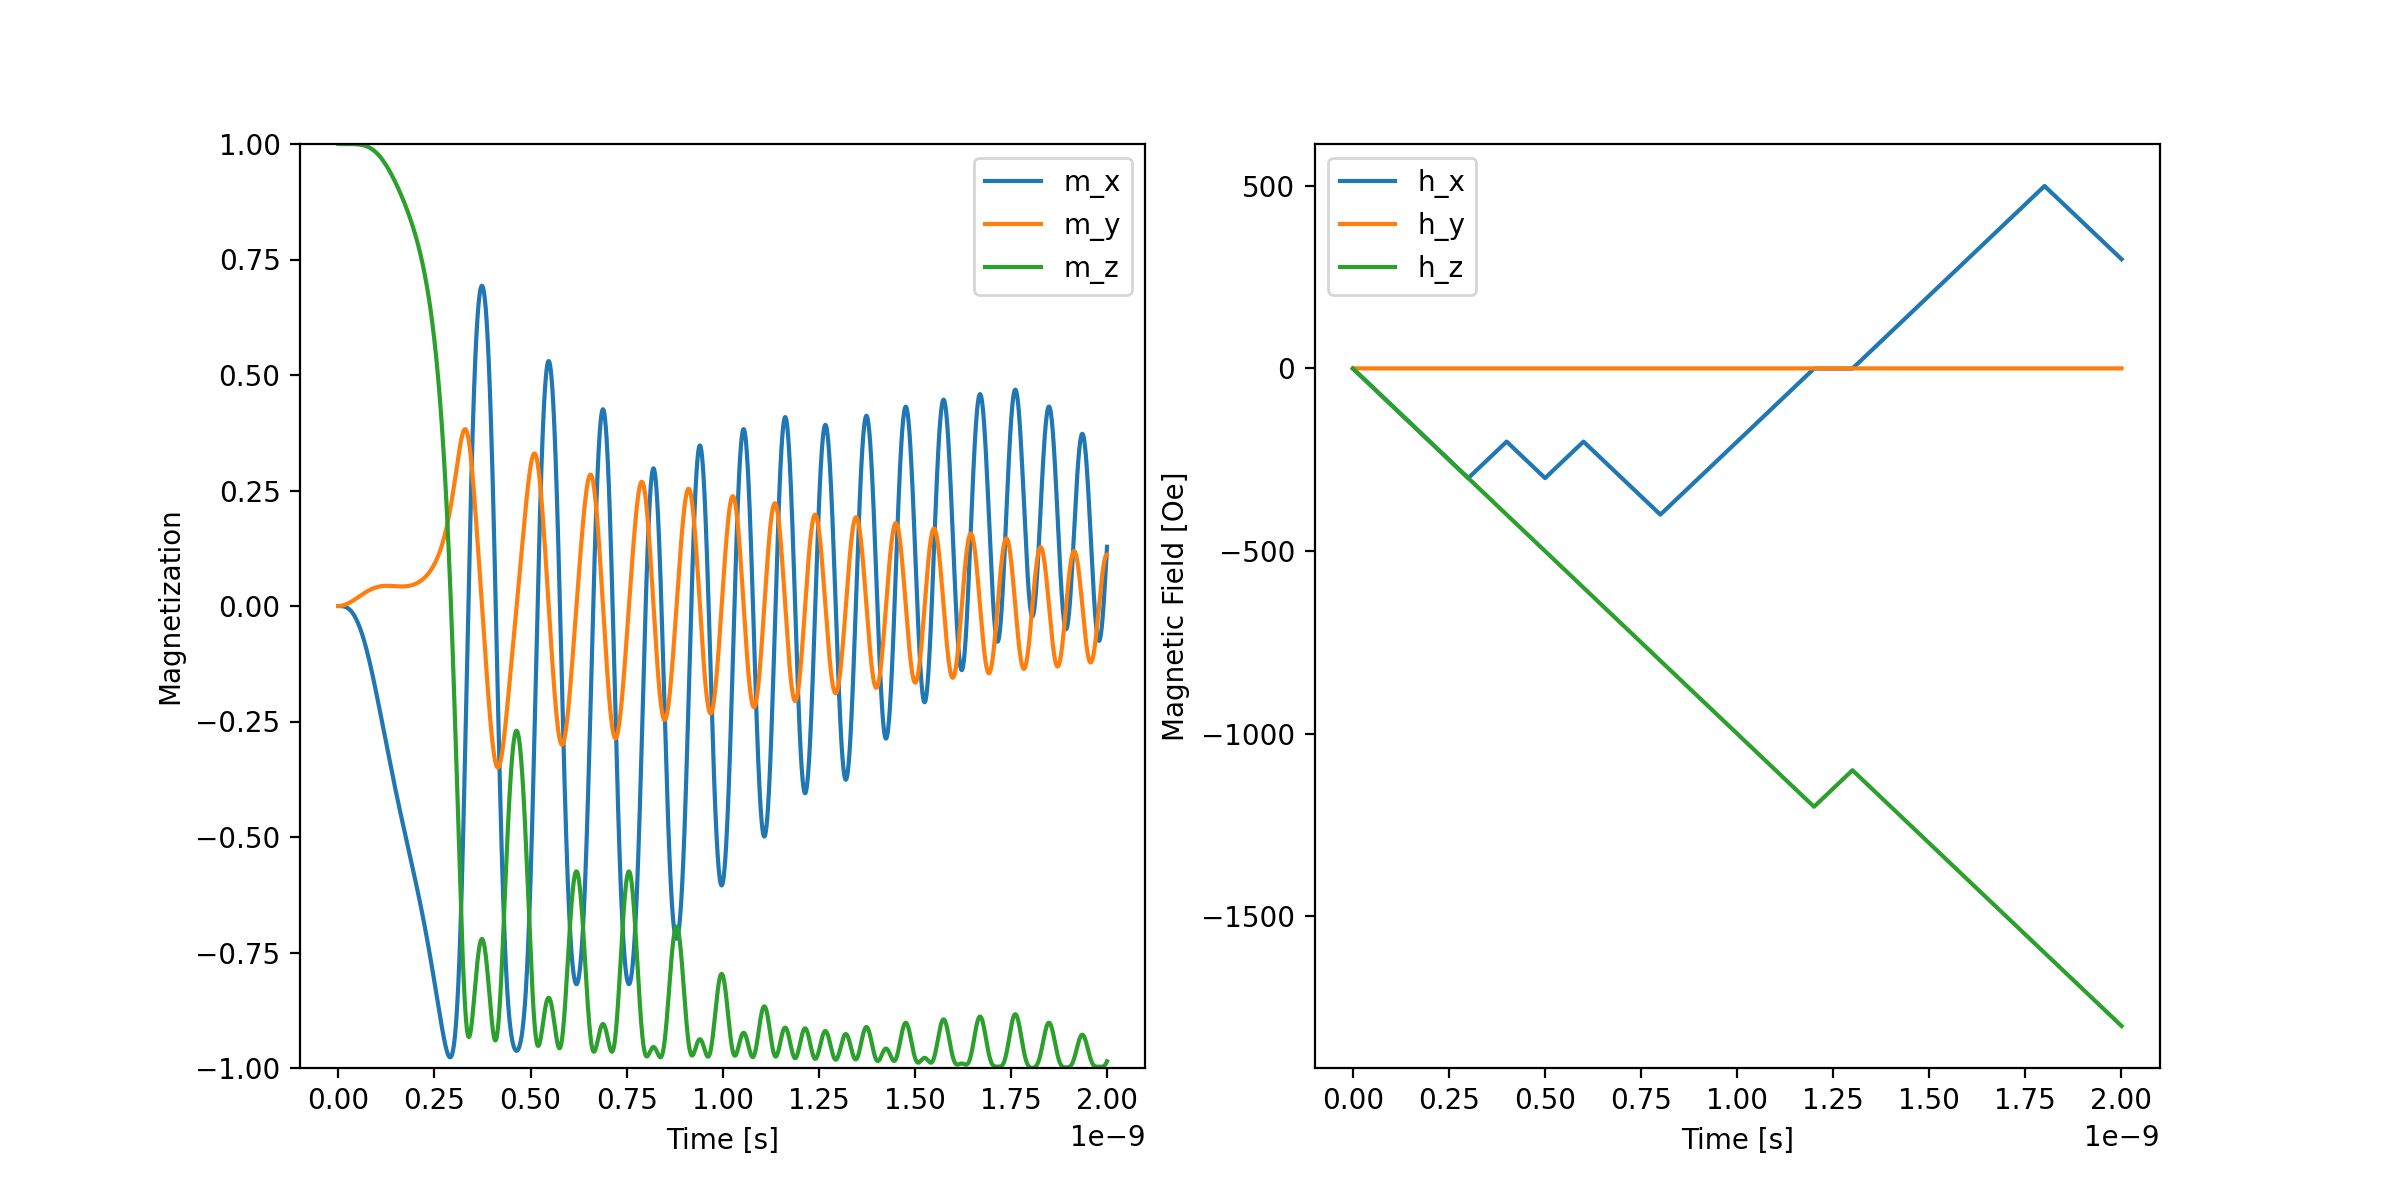 Magnetization
1.00
0.75
0.50
0.25
0.00
−0.25
−0.50
−0.75
−1.00
m_x
m_y
m_z
0.00 0.25 0.50 0.75 1.00 1.25 1.50 1.75 2.00
Time [s]
1e−9
Magnetic Field [Oe]
500
0
−500
−1000
−1500
h_x
h_y
h_z
0.00 0.25 0.50 0.75 1.00 1.25 1.50 1.75 2.00
Time [s]
1e−9